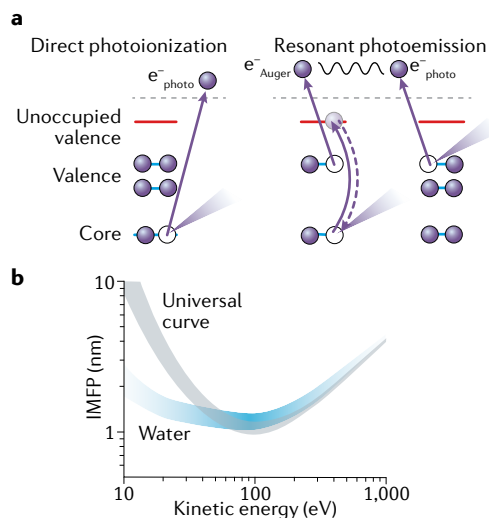 a
Direct photoionization
Resonant photoemission
e⁻photo
e⁻Auger
e⁻photo
Unoccupied
valence
Valence
Core
b
10
Universal
curve
IMFP (nm)
1
Water
10
100
1,000
Kinetic energy (eV)